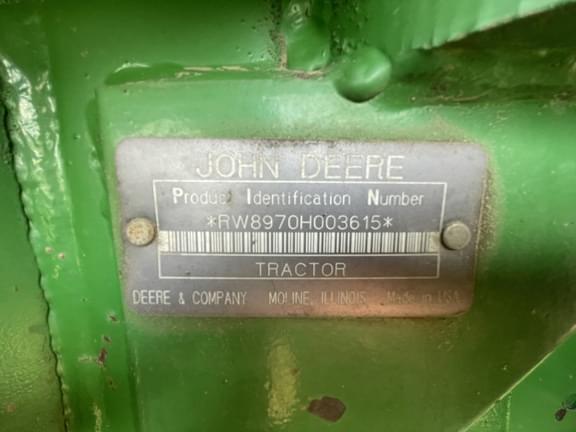 JOHN DEERE
Product Identification Number
*RW8970H003615*
TRACTOR
DEERE & COMPANY MOLINE, ILLINOIS Made in USA